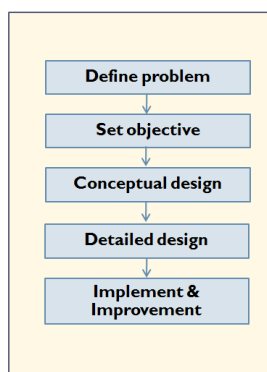 Define problem
Set objective
Conceptual design
Detailed design
Implement &
Improvement